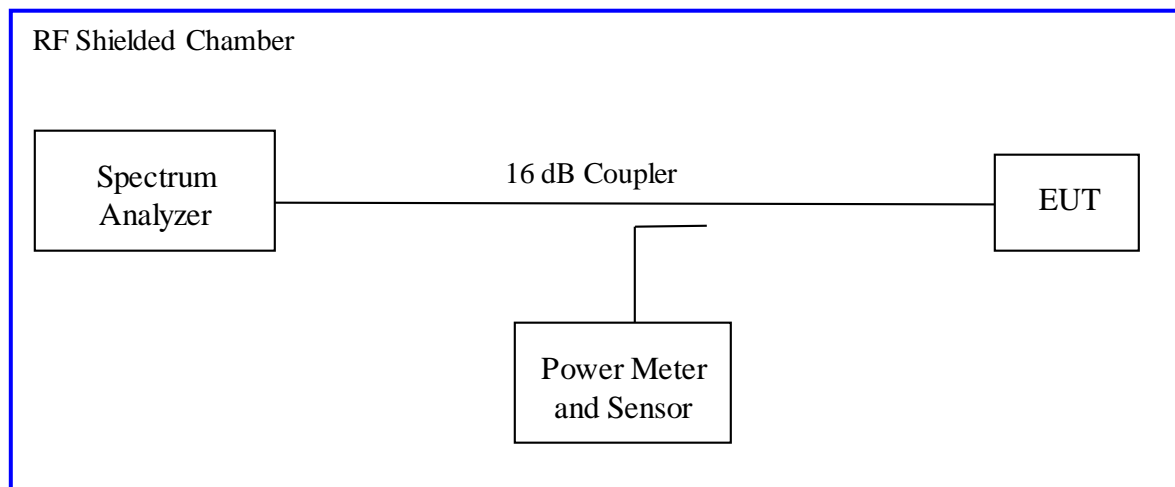 RF Shielded Chamber
16 dB Coupler
Spectrum
Analyzer
EUT
Power Meter
and Sensor